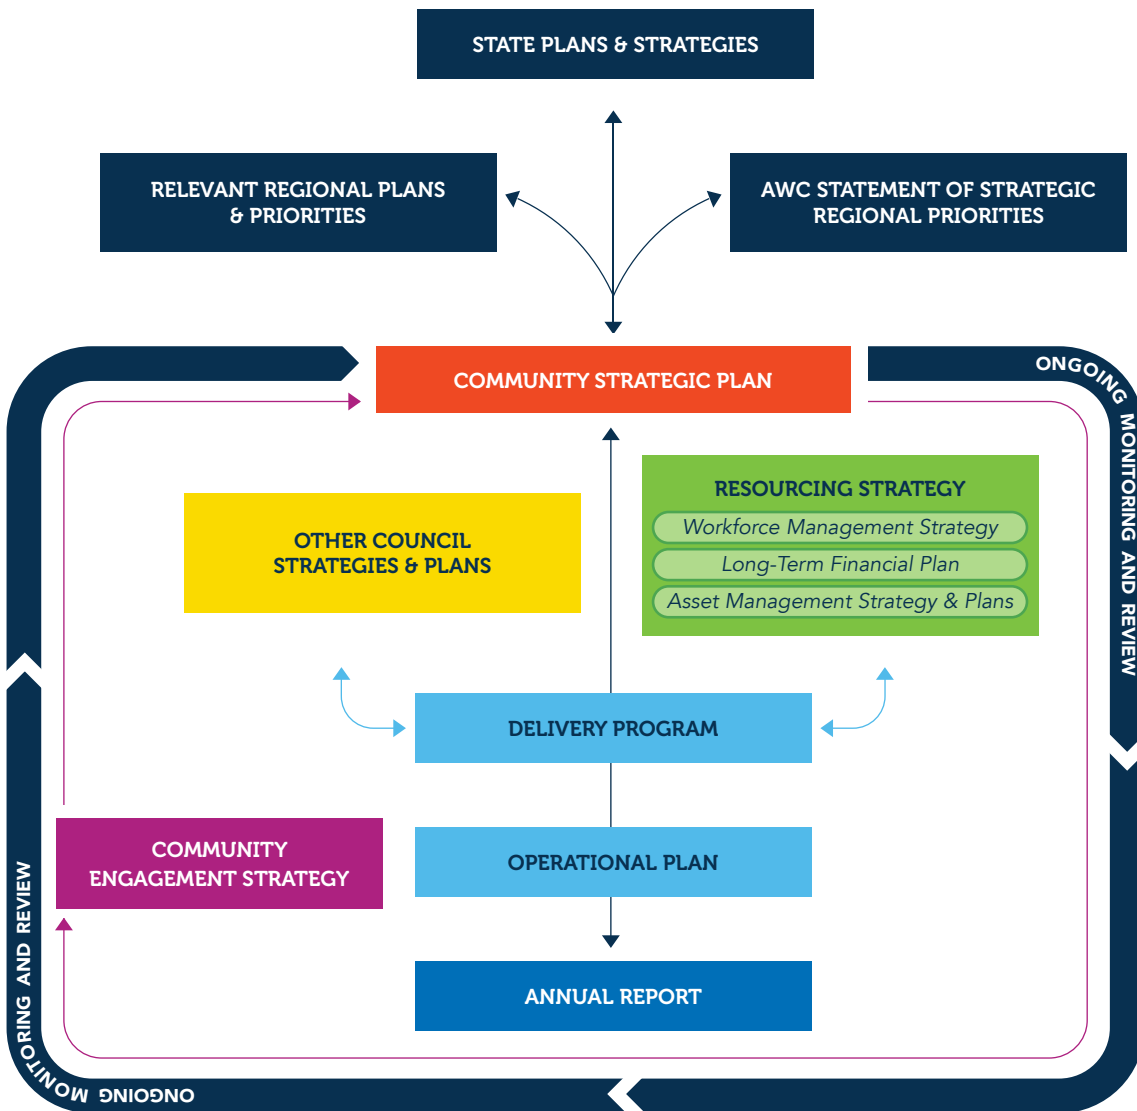 STATE PLANS & STRATEGIES
RELEVANT REGIONAL PLANS
& PRIORITIES
AWC STATEMENT OF STRATEGIC
REGIONAL PRIORITIES
COMMUNITY STRATEGIC PLAN
ONGOING MONITORING AND REVIEW
RESOURCING STRATEGY
Workforce Management Strategy
Long-Term Financial Plan
Asset Management Strategy & Plans
OTHER COUNCIL
STRATEGIES & PLANS
DELIVERY PROGRAM
COMMUNITY
ENGAGEMENT STRATEGY
OPERATIONAL PLAN
ANNUAL REPORT
ONGOING MONITORING AND REVIEW